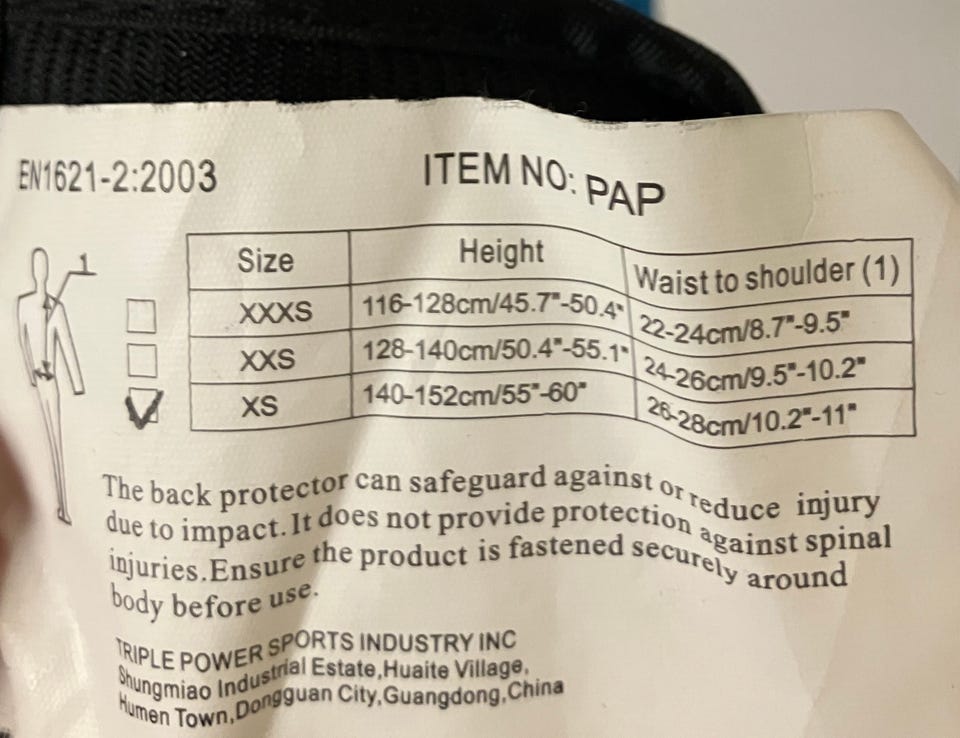 EN1621-2:2003
ITEM NO: PAP
1
Size Height Waist to shoulder (1)
XXXS 116-128cm/45.7"-50.4" 22-24cm/8.7"-9.5"
XXS 128-140cm/50.4"-55.1" 24-26cm/9.5"-10.2"
XS 140-152cm/55"-60" 26-28cm/10.2"-11"
The back protector can safeguard against or reduce injury
due to impact.It does not provide protection against spinal
injuries.Ensure the product is fastened securely around
body before use.
TRIPLE POWER SPORTS INDUSTRY INC
Shungmiao Industrial Estate,Huaite Village,
Humen Town,Dongguan City,Guangdong,China